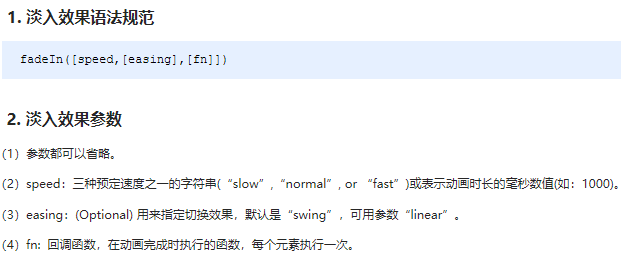 1. 淡入效果语法规范
fadeIn([speed,[easing],[fn]])
2. 淡入效果参数
(1）参数都可以省略。
(2）speed：三种预定速度之一的字符串(“slow”,“normal”, or “fast”)或表示动画时长的毫秒数值(如：1000)。
(3）easing：(Optional) 用来指定切换效果，默认是“swing”，可用参数“linear”。
(4）fn: 回调函数，在动画完成时执行的函数，每个元素执行一次。